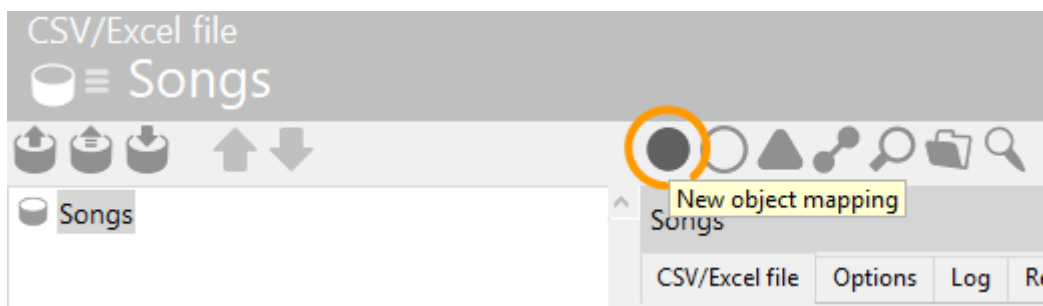 CSV/Excel file
Songs
Songs
New object mapping
Songs
CSV/Excel file Options Log